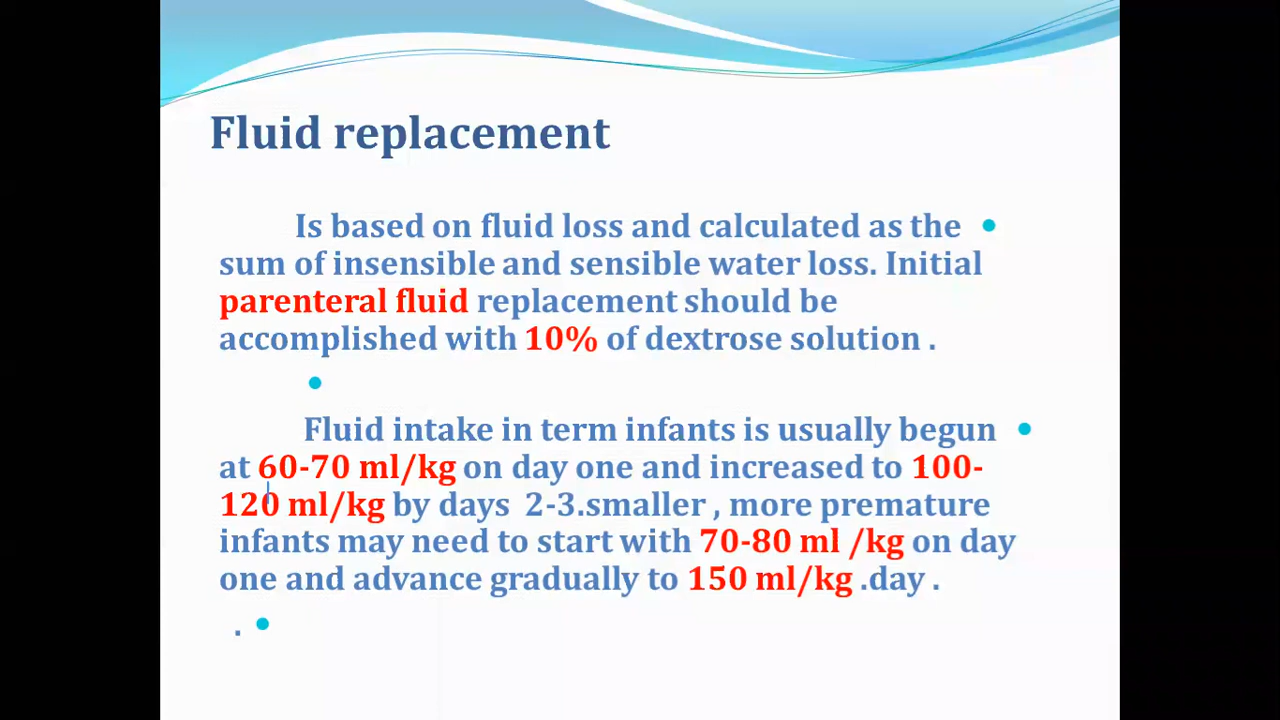 Fluid replacement
Is based on fluid loss and calculated as the
sum of insensible and sensible water loss. Initial
parenteral fluid replacement should be
accomplished with 10% of dextrose solution .
Fluid intake in term infants is usually begun
at 60-70 ml/kg on day one and increased to 100-
120 ml/kg by days 2-3.smaller , more premature
infants may need to start with 70-80 ml /kg on day
one and advance gradually to 150 ml/kg .day .
.